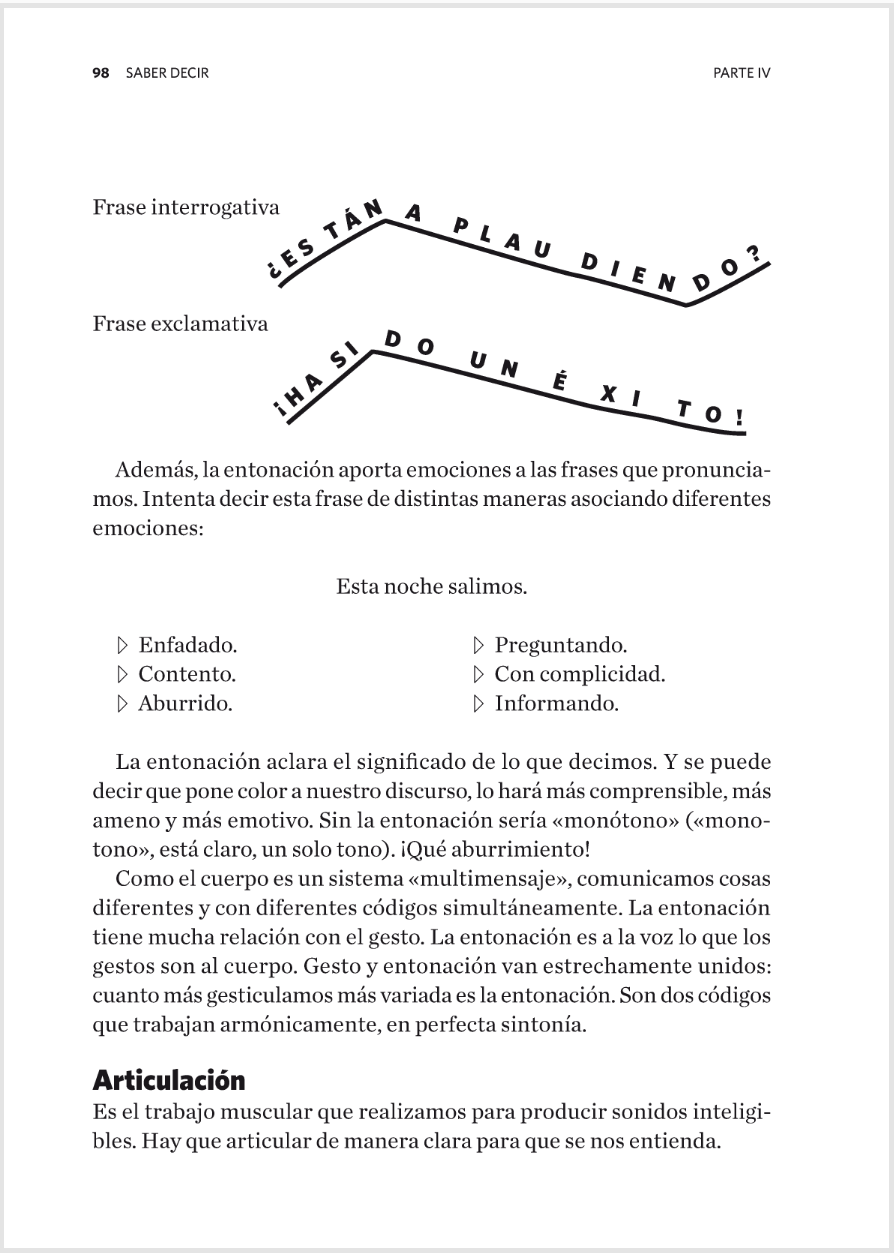 98 SABER DECIR PARTE IV
Frase interrogativa
¿ES TÁN A PLAU DIENDO?
Frase exclamativa
¡HA SI DO UN É XI TO!
Además, la entonación aporta emociones a las frases que pronuncia-
mos. Intenta decir esta frase de distintas maneras asociando diferentes
emociones:
Esta noche salimos.
▷ Enfadado.
▷ Contento.
▷ Aburrido.
▷ Preguntando.
▷ Con complicidad.
▷ Informando.
La entonación aclara el significado de lo que decimos. Y se puede
decir que pone color a nuestro discurso, lo hará más comprensible, más
ameno y más emotivo. Sin la entonación sería «monótono» («mono-
tono», está claro, un solo tono). ¡Qué aburrimiento!
Como el cuerpo es un sistema «multimensaje», comunicamos cosas
diferentes y con diferentes códigos simultáneamente. La entonación
tiene mucha relación con el gesto. La entonación es a la voz lo que los
gestos son al cuerpo. Gesto y entonación van estrechamente unidos:
cuanto más gesticulamos más variada es la entonación. Son dos códigos
que trabajan armónicamente, en perfecta sintonía.
Articulación
Es el trabajo muscular que realizamos para producir sonidos inteligi-
bles. Hay que articular de manera clara para que se nos entienda.